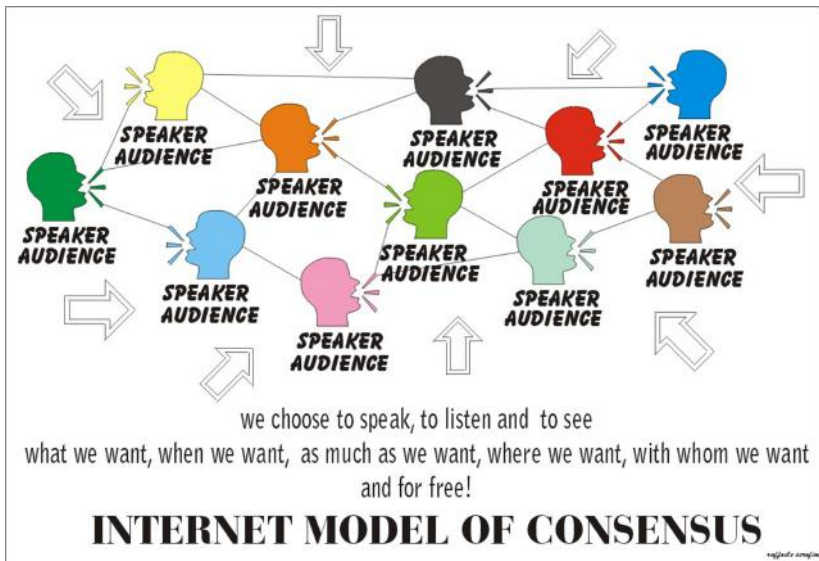 SPEAKER
AUDIENCE
SPEAKER
AUDIENCE
SPEAKER
AUDIENCE
SPEAKER
AUDIENCE
SPEAKER
AUDIENCE
SPEAKER
AUDIENCE
SPEAKER
AUDIENCE
SPEAKER
AUDIENCE
SPEAKER
AUDIENCE
SPEAKER
AUDIENCE
SPEAKER
AUDIENCE
we choose to speak, to listen and to see
what we want, when we want, as much as we want, where we want, with whom we want
and for free!
INTERNET MODEL OF CONSENSUS